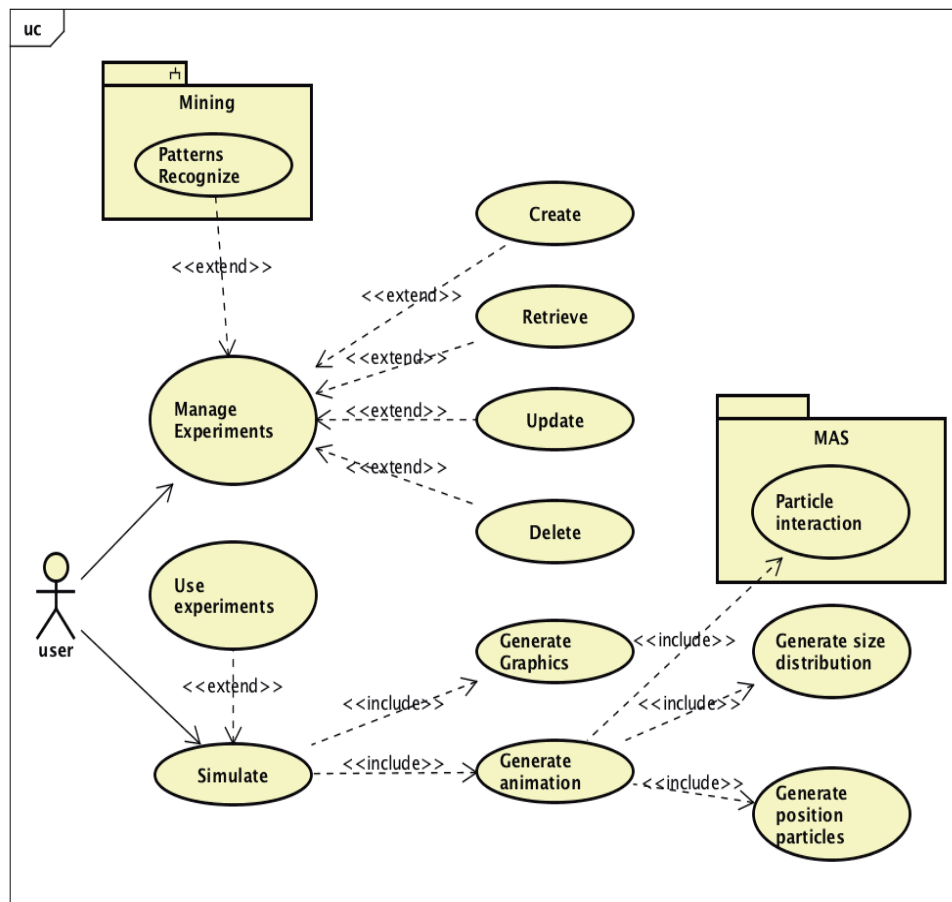 uc
Mining
Patterns
Recognize
<<extend>>
Create
<<extend>>
Retrieve
<<extend>>
Manage
Experiments
<<extend>>
Update
<<extend>>
Delete
MAS
Particle
interaction
Use
experiments
user
<<extend>>
Simulate
<<include>>
Generate
Graphics
<<include>>
Generate
animation
<<include>>
<<include>>
Generate size
distribution
<<include>>
Generate
position
particles